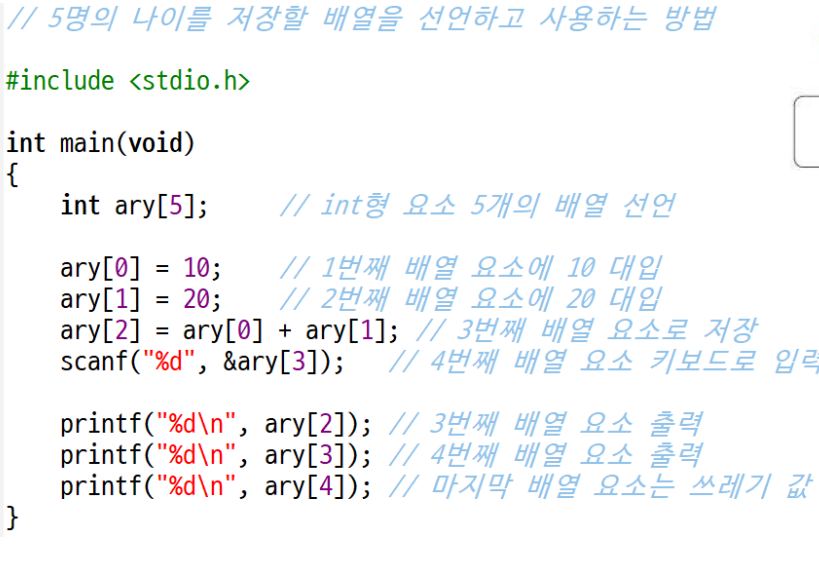 // 5명의 나이를 저장할 배열을 선언하고 사용하는 방법
#include <stdio.h>
int main(void)
{
int ary[5]; // int형 요소 5개의 배열 선언
ary[0] = 10; // 1번째 배열 요소에 10 대입
ary[1] = 20; // 2번째 배열 요소에 20 대입
ary[2] = ary[0] + ary[1]; // 3번째 배열 요소로 저장
scanf("%d", &ary[3]); // 4번째 배열 요소 키보드로 입력
printf("%d\n", ary[2]); // 3번째 배열 요소 출력
printf("%d\n", ary[3]); // 4번째 배열 요소 출력
printf("%d\n", ary[4]); // 마지막 배열 요소는 쓰레기 값
}